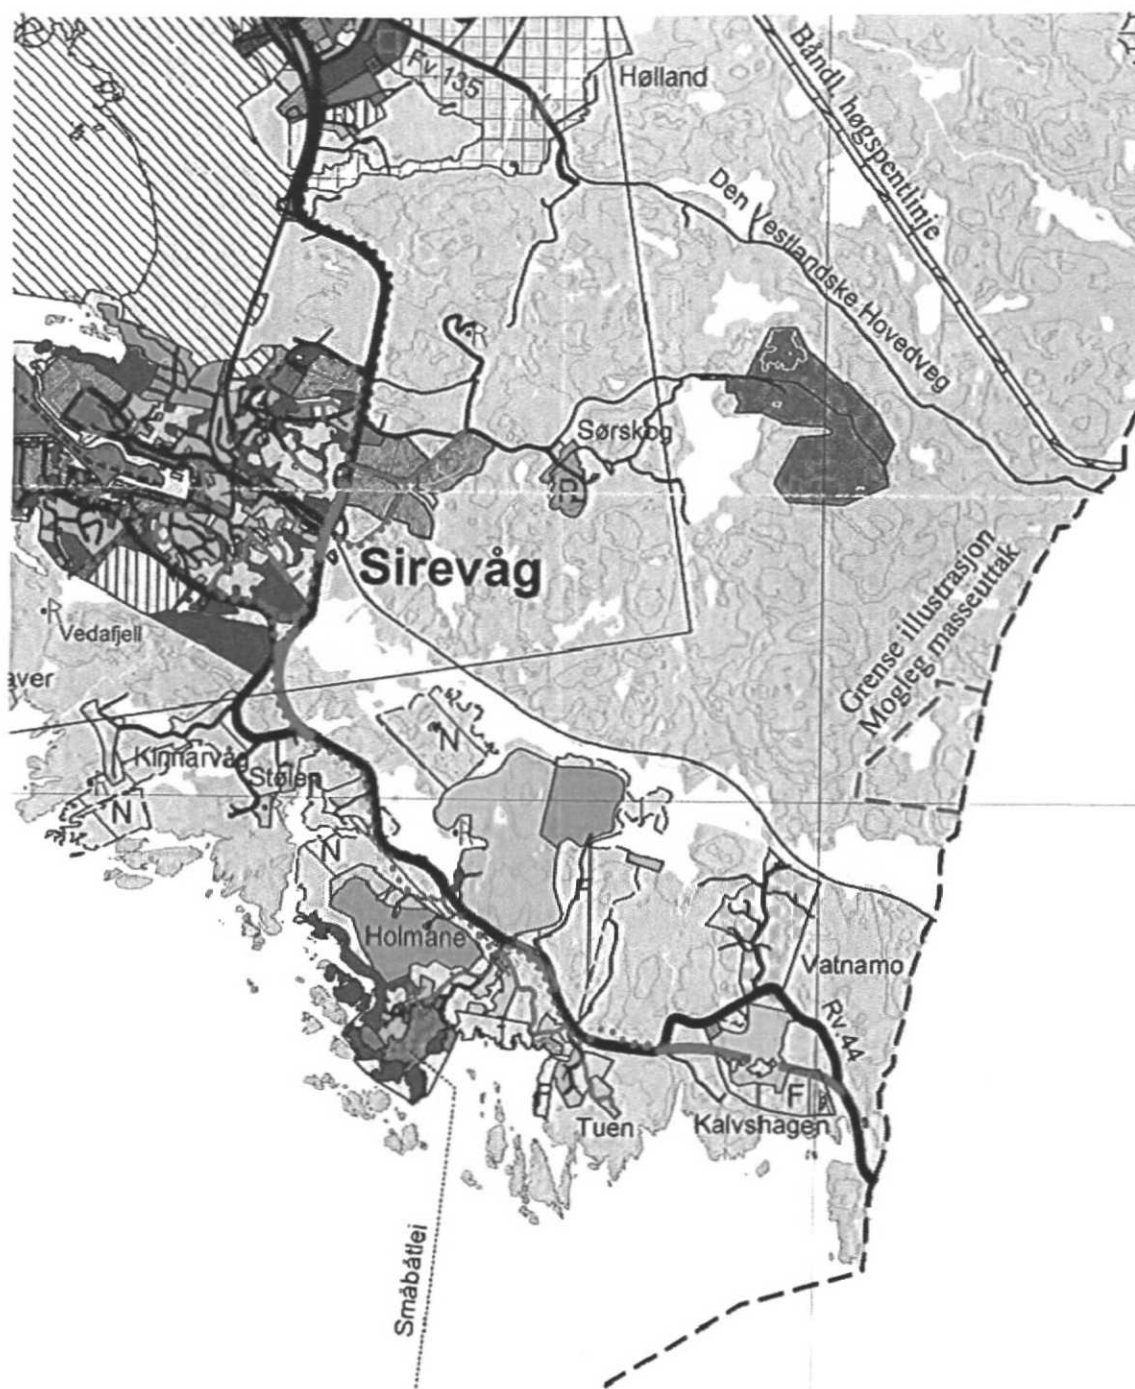 Rv.135
Hølland
Båndl. høgspentlinje
Den Vestlandske Hovedveg
R
R
Sørskog
R
Sirevåg
Grense illustrasjon
Mogleg masseuttak
R
Vedafjell
aver
N
Kinnarvåg
Stølen
R
N
R
R
N
F
Holmane
Vatnamo
Rv.44
F
F
Tuen
Kalvshagen
Småbåtlei